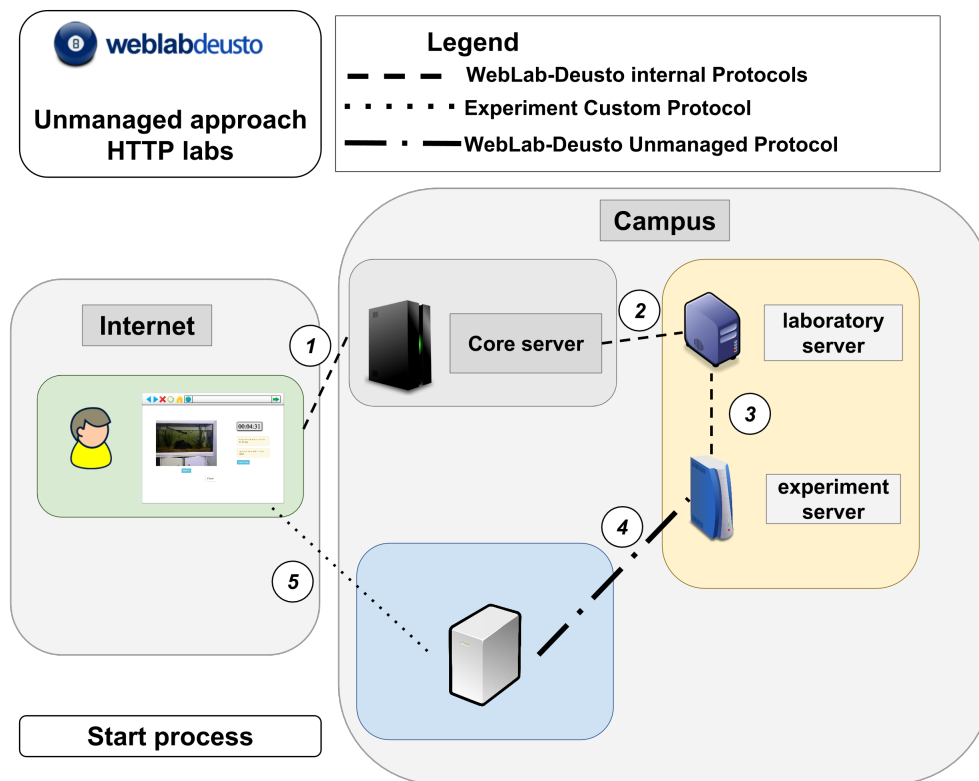 weblabdeusto
Unmanaged approach
HTTP labs
Legend
WebLab-Deusto internal Protocols
Experiment Custom Protocol
WebLab-Deusto Unmanaged Protocol
Campus
Internet
1
Core server
2
laboratory
server
00:04:31
3
experiment
server
4
5
Start process